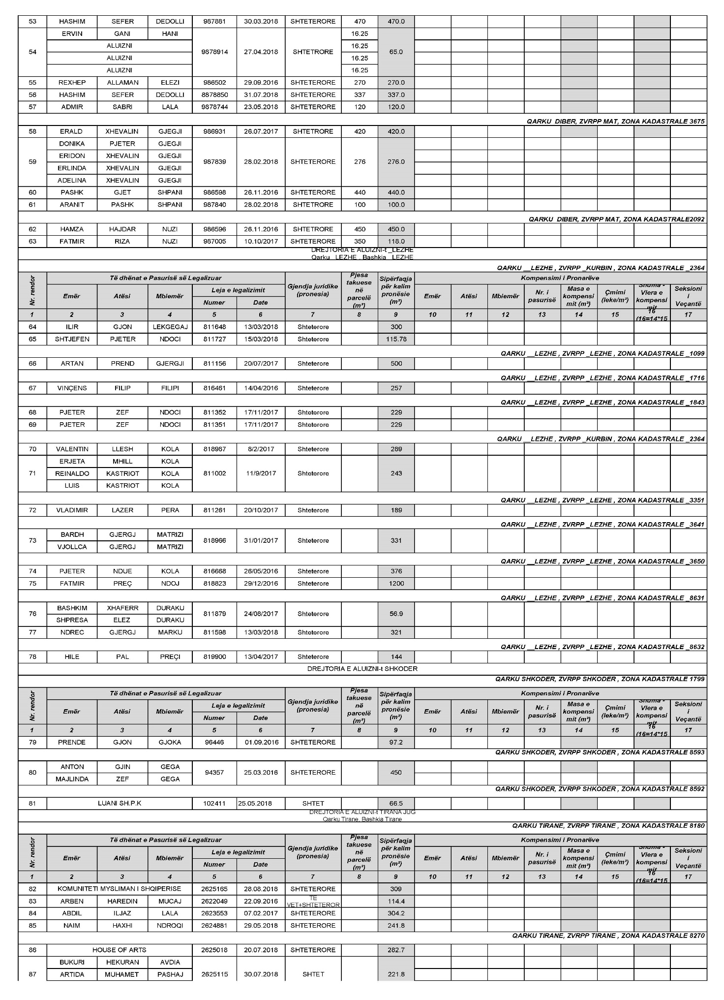 53 HASHIM SEFER DEDOLLI 987881 30.03.2018 SHTETERORE 470 470.0
ERVIN GANI HANI 16.25
ALUIZNI 16.25
54 9878914 27.04.2018 SHTETRORE 65.0
ALUIZNI 16.25
ALUIZNI 16.25
55 REXHEP ALLAMAN ELEZI 986502 29.09.2016 SHTETERORE 270 270.0
56 HASHIM SEFER DEDOLLI 8878850 31.07.2018 SHTETERORE 337 337.0
57 ADMIR SABRI LALA 9878744 23.05.2018 SHTETERORE 120 120.0
QARKU DIBER, ZVRPP MAT, ZONA KADASTRALE 3675
58 ERALD XHEVALIN GJEGJI 986931 26.07.2017 SHTETRORE 420 420.0
DONIKA PJETER GJEGJI
ERIDON XHEVALIN GJEGJI
59 987839 28.02.2018 SHTETERORE 276 276.0
ERLINDA XHEVALIN GJEGJI
ADELINA XHEVALIN GJEGJI
60 PASHK GJET SHPANI 986598 26.11.2016 SHTETERORE 440 440.0
61 ARANIT PASHK SHPANI 987840 28.02.2018 SHTETRORE 100 100.0
QARKU DIBER, ZVRPP MAT, ZONA KADASTRALE2092
62 HAMZA HAJDAR NUZI 986596 26.11.2016 SHTETRORE 450 450.0
63 FATMIR RIZA NUZI 987005 10.10/2017 SHTETERORE 350 118.0
DREJTORIA E ALUIZNI-t _LEZHE
Qarku _LEZHE , Bashkia _LEZHE
QARKU __LEZHE , ZVRPP _KURBIN , ZONA KADASTRALE _2364
Nr. rendor Të dhënat e Pasurisë së Legalizuar Gjendja juridike (pronesia) Pjesa takuese në parcelë (m²) Sipërfaqja për kalim pronësie (m²) Kompensimi i Pronarëve
Emër Atësi Mbiemër Leja e legalizimit Emër Atësi Mbiemër Nr. i pasurisë Masa e kompensi mit (m²) Çmimi (leke/m²) Shuma - Vlera e kompensi mit Seksioni i Veçantë
Numer Date
1 2 3 4 5 6 7 8 9 10 11 12 13 14 15 16 (16=14*15 17
64 ILIR GJON LEKGEGAJ 811648 13/03/2018 Shteterore 300
65 SHTJEFEN PJETER NDOCI 811727 15/03/2018 Shteterore 115.78
QARKU __LEZHE , ZVRPP _LEZHE , ZONA KADASTRALE _1099
66 ARTAN PREND GJERGJI 811156 20/07/2017 Shteterore 500
QARKU __LEZHE , ZVRPP _LEZHE , ZONA KADASTRALE _1716
67 VINÇENS FILIP FILIPI 816461 14/04/2016 Shteterore 257
QARKU __LEZHE , ZVRPP _LEZHE , ZONA KADASTRALE _1843
68 PJETER ZEF NDOCI 811352 17/11/2017 Shteterore 229
69 PJETER ZEF NDOCI 811351 17/11/2017 Shteterore 229
QARKU __LEZHE , ZVRPP _KURBIN , ZONA KADASTRALE _2364
70 VALENTIN LLESH KOLA 818987 8/2/2017 Shteterore 289
ERJETA MHILL KOLA
71 REINALDO KASTRIOT KOLA 811002 11/9/2017 Shteterore 243
LUIS KASTRIOT KOLA
QARKU __LEZHE , ZVRPP _LEZHE , ZONA KADASTRALE _3351
72 VLADIMIR LAZER PERA 811261 20/10/2017 Shteterore 189
QARKU __LEZHE , ZVRPP _LEZHE , ZONA KADASTRALE _3641
BARDH GJERGJ MATRIZI
73 818966 31/01/2017 Shteterore 331
VJOLLCA GJERGJ MATRIZI
QARKU __LEZHE , ZVRPP _LEZHE , ZONA KADASTRALE _3650
74 PJETER NDUE KOLA 816668 26/05/2016 Shteterore 376
75 FATMIR PREÇ NDOJ 818823 29/12/2016 Shteterore 1200
QARKU __LEZHE , ZVRPP _LEZHE , ZONA KADASTRALE _8631
BASHKIM XHAFERR DURAKU
76 811879 24/08/2017 Shteterore 56.9
SHPRESA ELEZ DURAKU
77 NDREC GJERGJ MARKU 811598 13/03/2018 Shteterore 321
QARKU __LEZHE , ZVRPP _LEZHE , ZONA KADASTRALE _8632
78 HILE PAL PREÇI 819900 13/04/2017 Shteterore 144
DREJTORIA E ALUIZNI-t SHKODER
QARKU SHKODER, ZVRPP SHKODER , ZONA KADASTRALE 1799
Nr. rendor Të dhënat e Pasurisë së Legalizuar Gjendja juridike (pronesia) Pjesa takuese në parcelë (m²) Sipërfaqja për kalim pronësie (m²) Kompensimi i Pronarëve
Emër Atësi Mbiemër Leja e legalizimit Emër Atësi Mbiemër Nr. i pasurisë Masa e kompensi mit (m²) Çmimi (leke/m²) Shuma - Vlera e kompensi mit Seksioni i Veçantë
Numer Date
1 2 3 4 5 6 7 8 9 10 11 12 13 14 15 16 (16=14*15 17
79 PRENDE GJON GJOKA 96446 01.09.2016 SHTETERORE 97.2
QARKU SHKODER, ZVRPP SHKODER , ZONA KADASTRALE 8593
ANTON GJIN GEGA
80 94357 25.03.2016 SHTETERORE 450
MAJLINDA ZEF GEGA
QARKU SHKODER, ZVRPP SHKODER , ZONA KADASTRALE 8592
81 LUANI SH.P.K 102411 25.05.2018 SHTET 66.5
DREJTORIA E ALUIZNI-t TIRANA JUG
Qarku Tirane, Bashkia Tirane
QARKU TIRANE, ZVRPP TIRANE , ZONA KADASTRALE 8180
Nr. rendor Të dhënat e Pasurisë së Legalizuar Gjendja juridike (pronesia) Pjesa takuese në parcelë (m²) Sipërfaqja për kalim pronësie (m²) Kompensimi i Pronarëve
Emër Atësi Mbiemër Leja e legalizimit Emër Atësi Mbiemër Nr. i pasurisë Masa e kompensi mit (m²) Çmimi (leke/m²) Shuma - Vlera e kompensi mit Seksioni i Veçantë
Numer Date
1 2 3 4 5 6 7 8 9 10 11 12 13 14 15 16 (16=14*15 17
82 KOMUNITETI MYSLIMAN I SHQIPERISE 2625165 28.08.2018 SHTETERORE 309
83 ARBEN HAREDIN MUCAJ 2622049 22.09.2016 TE VET+SHTETEROR 114.4
84 ABDIL ILJAZ LALA 2623553 07.02.2017 SHTETERORE 304.2
85 NAIM HAXHI NDROQI 2624881 29.05.2018 SHTETERORE 241.8
QARKU TIRANE, ZVRPP TIRANE , ZONA KADASTRALE 8270
86 HOUSE OF ARTS 2625018 20.07.2018 SHTETERORE 282.7
BUKURI HEKURAN AVDIA
87 ARTIDA MUHAMET PASHAJ 2625115 30.07.2018 SHTET 221.8